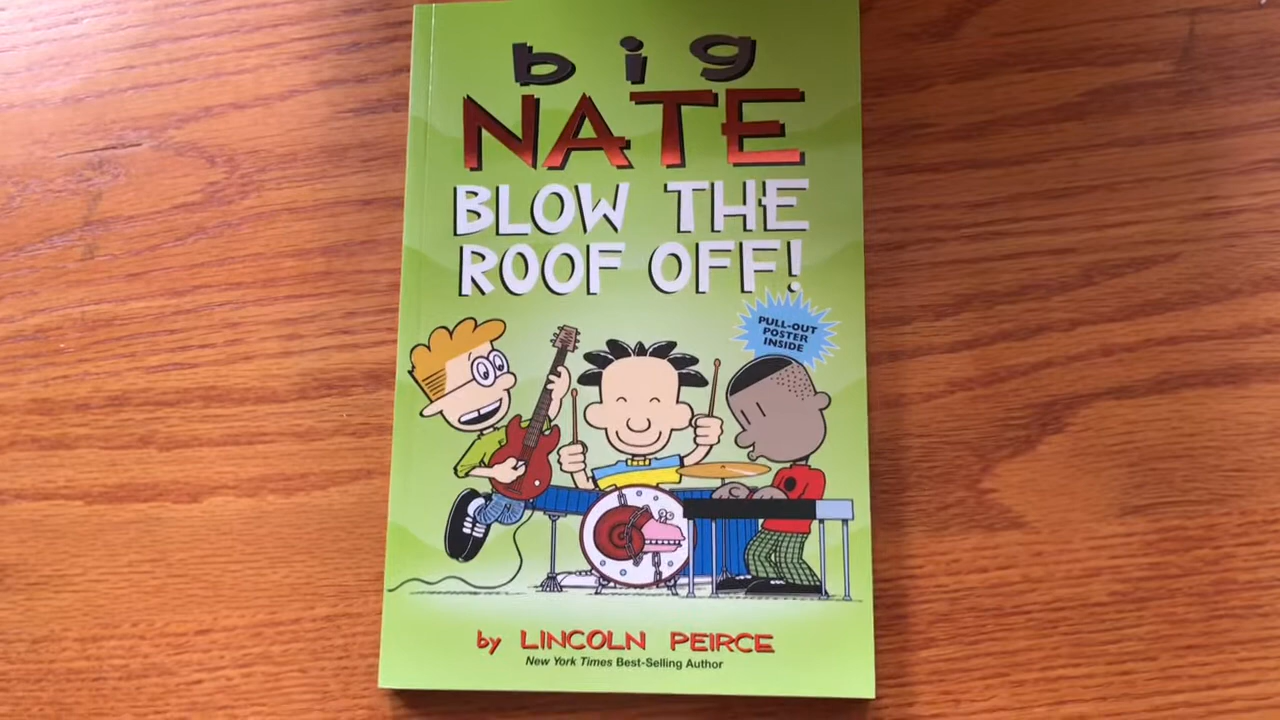 big
NATE
BLOW THE
ROOF OFF!
PULL-OUT
POSTER
INSIDE
by LINCOLN PEIRCE
New York Times Best-Selling Author